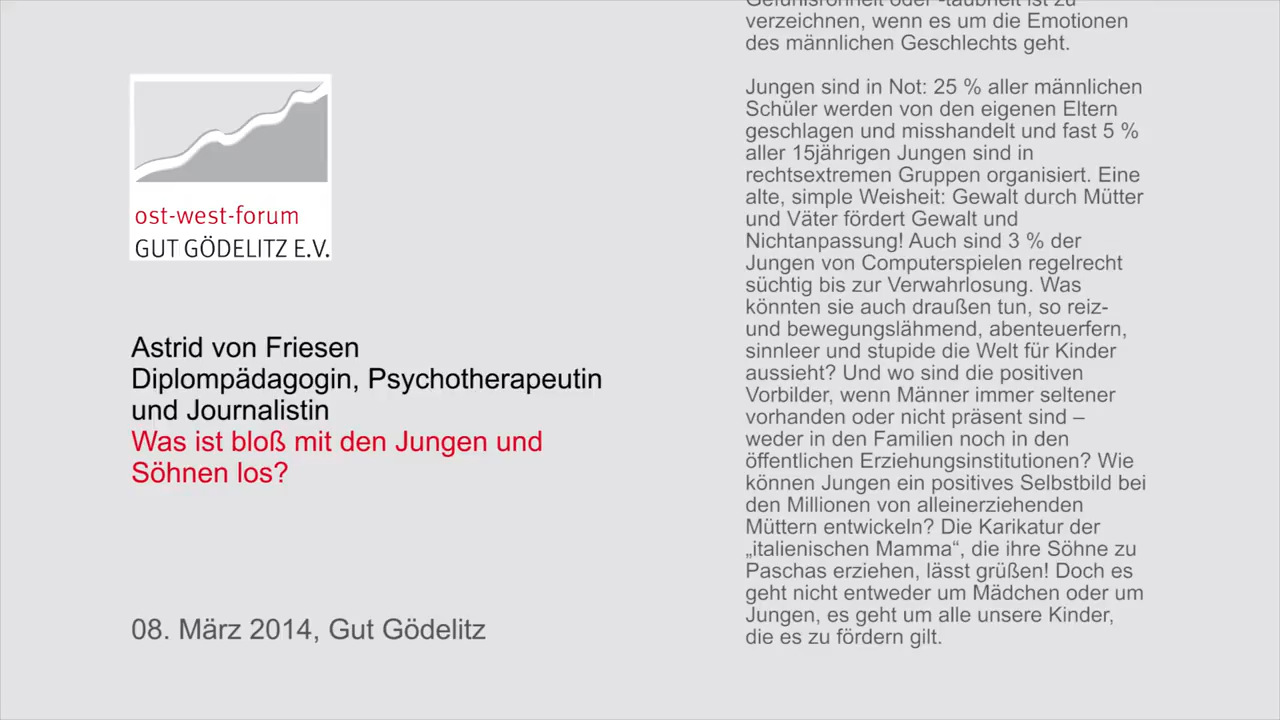 ost-west-forum
GUT GÖDELITZ E.V.
Astrid von Friesen
Diplompädagogin, Psychotherapeutin
und Journalistin
Was ist bloß mit den Jungen und
Söhnen los?
08. März 2014, Gut Gödelitz
verzeichnen, wenn es um die Emotionen
des männlichen Geschlechts geht.
Jungen sind in Not: 25 % aller männlichen
Schüler werden von den eigenen Eltern
geschlagen und misshandelt und fast 5 %
aller 15jährigen Jungen sind in
rechtsextremen Gruppen organisiert. Eine
alte, simple Weisheit: Gewalt durch Mütter
und Väter fördert Gewalt und
Nichtanpassung! Auch sind 3 % der
Jungen von Computerspielen regelrecht
süchtig bis zur Verwahrlosung. Was
könnten sie auch draußen tun, so reiz-
und bewegungslähmend, abenteuerfern,
sinnleer und stupide die Welt für Kinder
aussieht? Und wo sind die positiven
Vorbilder, wenn Männer immer seltener
vorhanden oder nicht präsent sind –
weder in den Familien noch in den
öffentlichen Erziehungsinstitutionen? Wie
können Jungen ein positives Selbstbild bei
den Millionen von alleinerziehenden
Müttern entwickeln? Die Karikatur der
„italienischen Mamma“, die ihre Söhne zu
Paschas erziehen, lässt grüßen! Doch es
geht nicht entweder um Mädchen oder um
Jungen, es geht um alle unsere Kinder,
die es zu fördern gilt.